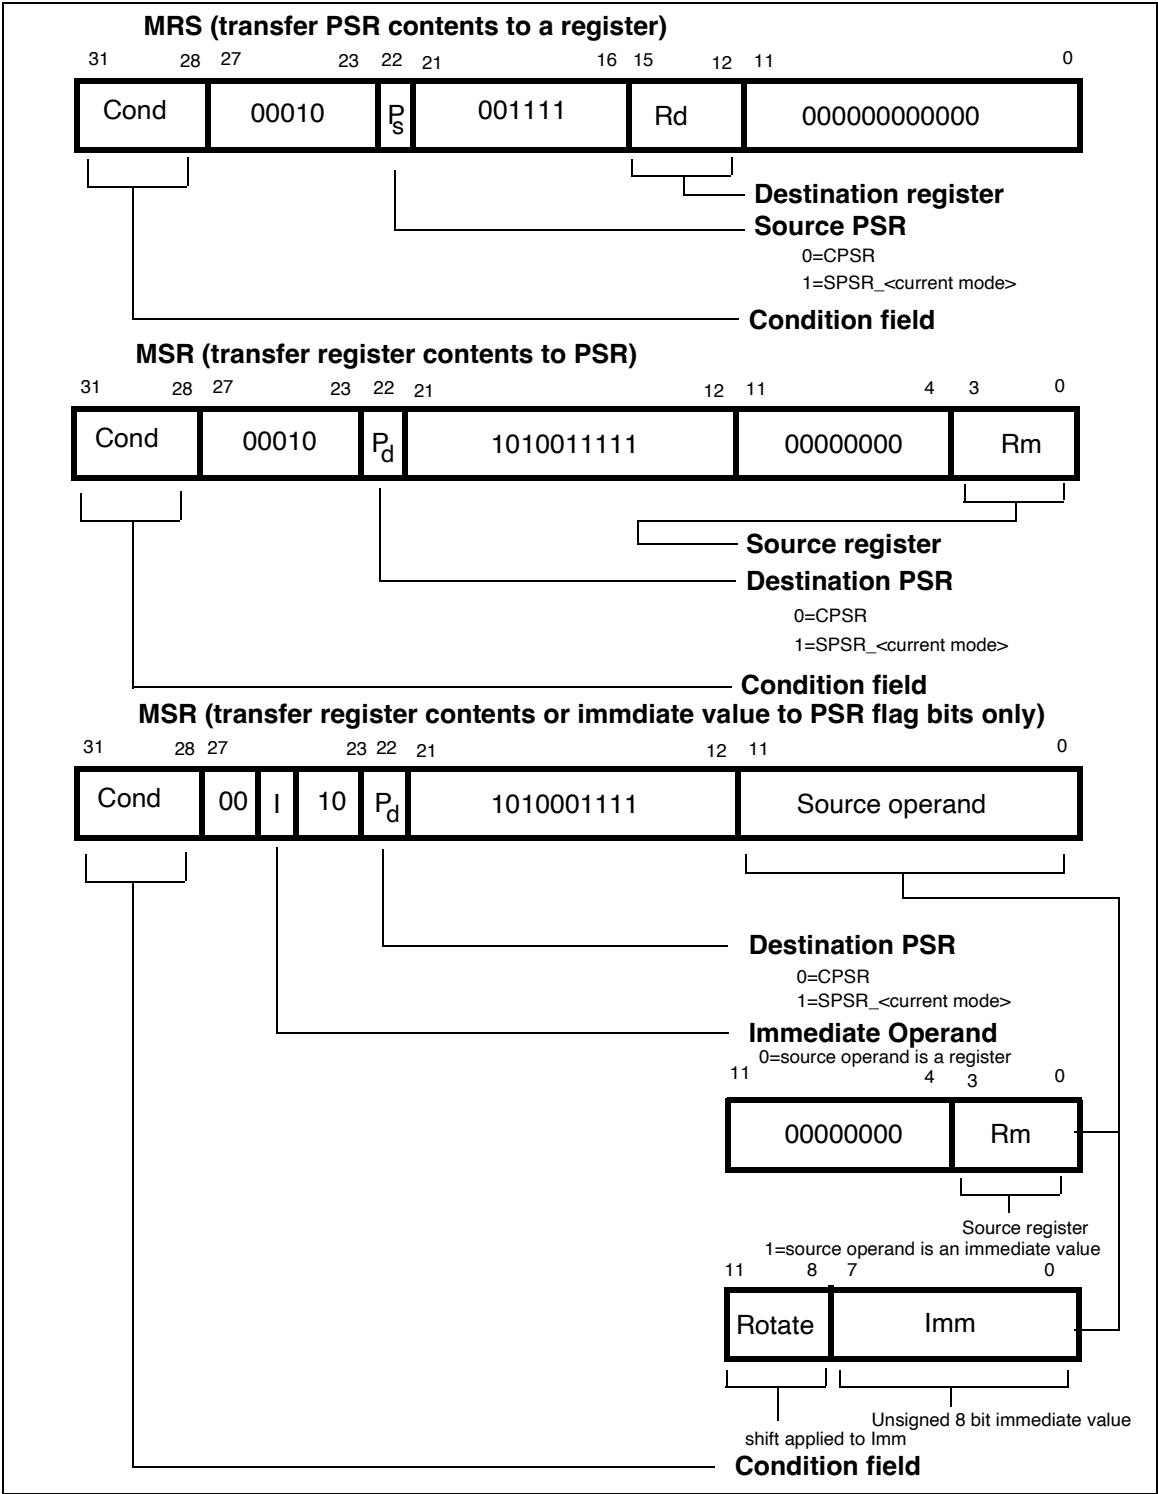 MRS (transfer PSR contents to a register)
31 28 27 23 22 21 16 15 12 11 0
Cond 00010 Ps 001111 Rd 000000000000
Destination register
Source PSR
0=CPSR
1=SPSR_<current mode>
Condition field
MSR (transfer register contents to PSR)
31 28 27 23 22 21 12 11 4 3 0
Cond 00010 Pd 1010011111 00000000 Rm
Source register
Destination PSR
0=CPSR
1=SPSR_<current mode>
Condition field
MSR (transfer register contents or immdiate value to PSR flag bits only)
31 28 27 23 22 21 12 11 0
Cond 00 I 10 Pd 1010001111 Source operand
Destination PSR
0=CPSR
1=SPSR_<current mode>
Immediate Operand
0=source operand is a register
11 4 3 0
00000000 Rm
Source register
1=source operand is an immediate value
11 8 7 0
Rotate Imm
Unsigned 8 bit immediate value
shift applied to Imm
Condition field